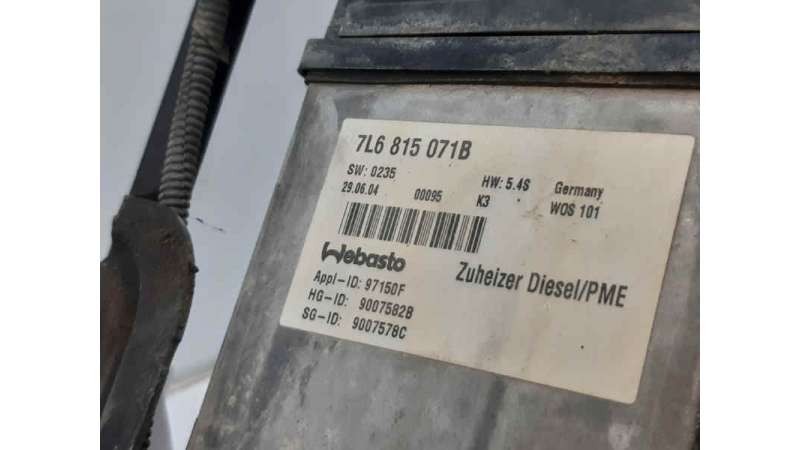 7L6 815 071B
SW: 0235 HW: 5.4S Germany
29.06.04 00095 K3 WOS 101
Webasto Zuheizer Diesel/PME
Appl-ID: 97150F
HG-ID: 9007582B
SG-ID: 9007578C